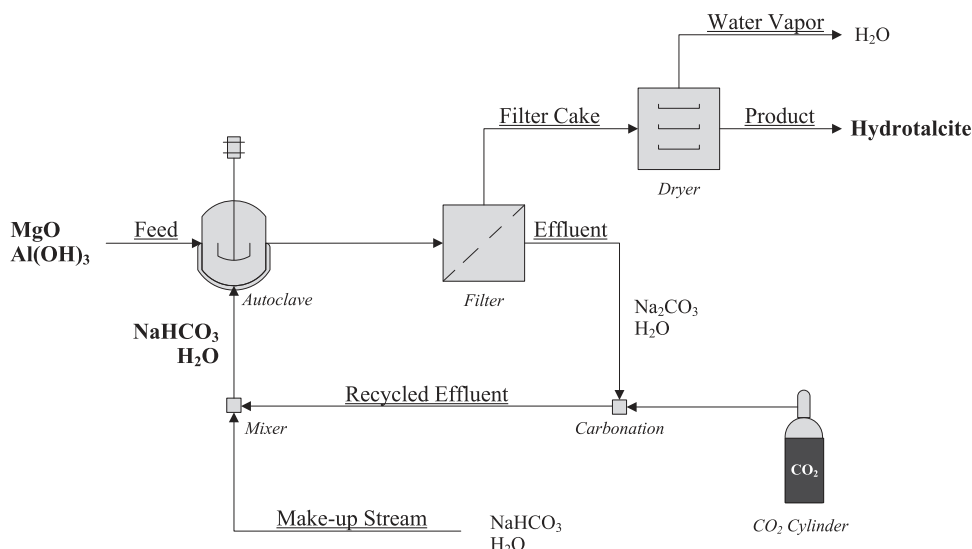 Water Vapor
H₂O
Filter Cake
Product
Hydrotalcite
Dryer
MgO
Al(OH)₃
Feed
Effluent
Autoclave
Filter
NaHCO₃
H₂O
Na₂CO₃
H₂O
Recycled Effluent
Mixer
Carbonation
CO₂
Make-up Stream
NaHCO₃
H₂O
CO₂ Cylinder